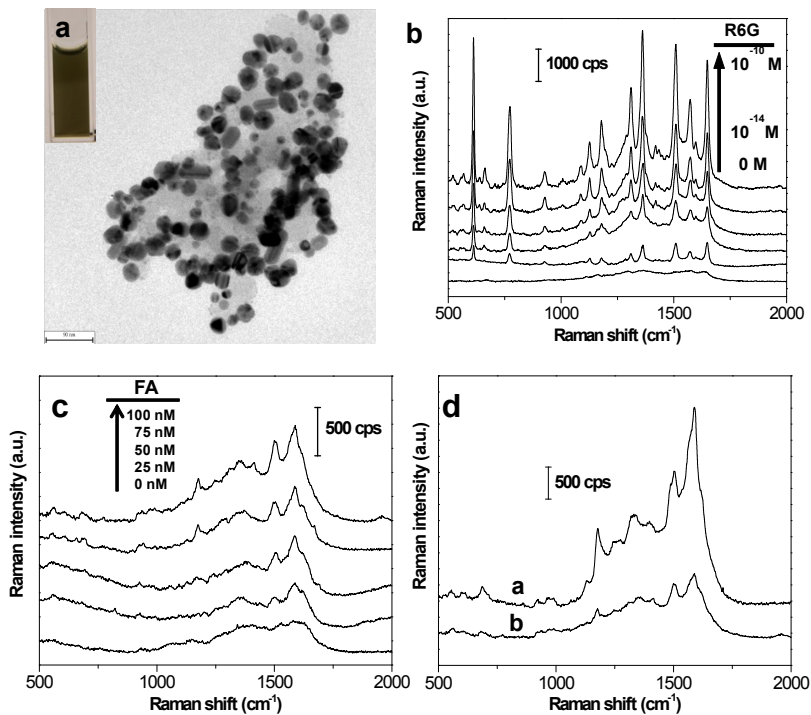 a
90 nm
b
1000 cps
R6G
10⁻¹⁰ M
10⁻¹⁴ M
0 M
Raman intensity (a.u.)
500 1000 1500 2000
Raman shift (cm⁻¹)
c
FA
100 nM
75 nM
50 nM
25 nM
0 nM
500 cps
Raman intensity (a.u.)
500 1000 1500 2000
Raman shift (cm⁻¹)
d
500 cps
a
b
Raman intensity (a.u.)
500 1000 1500 2000
Raman shift (cm⁻¹)